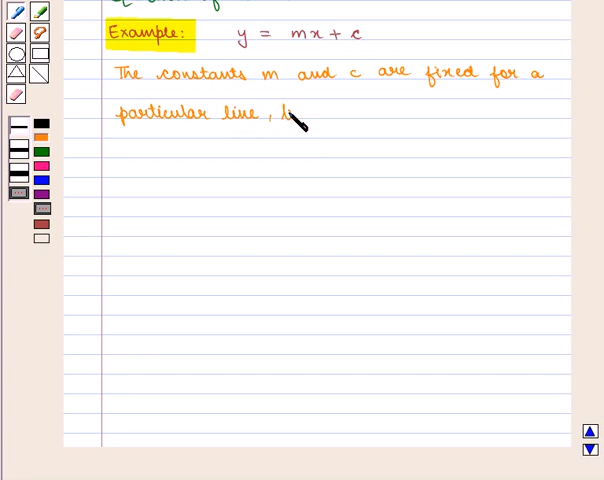 Example: y = mx + c
The constants m and c are fixed for a
particular line ,